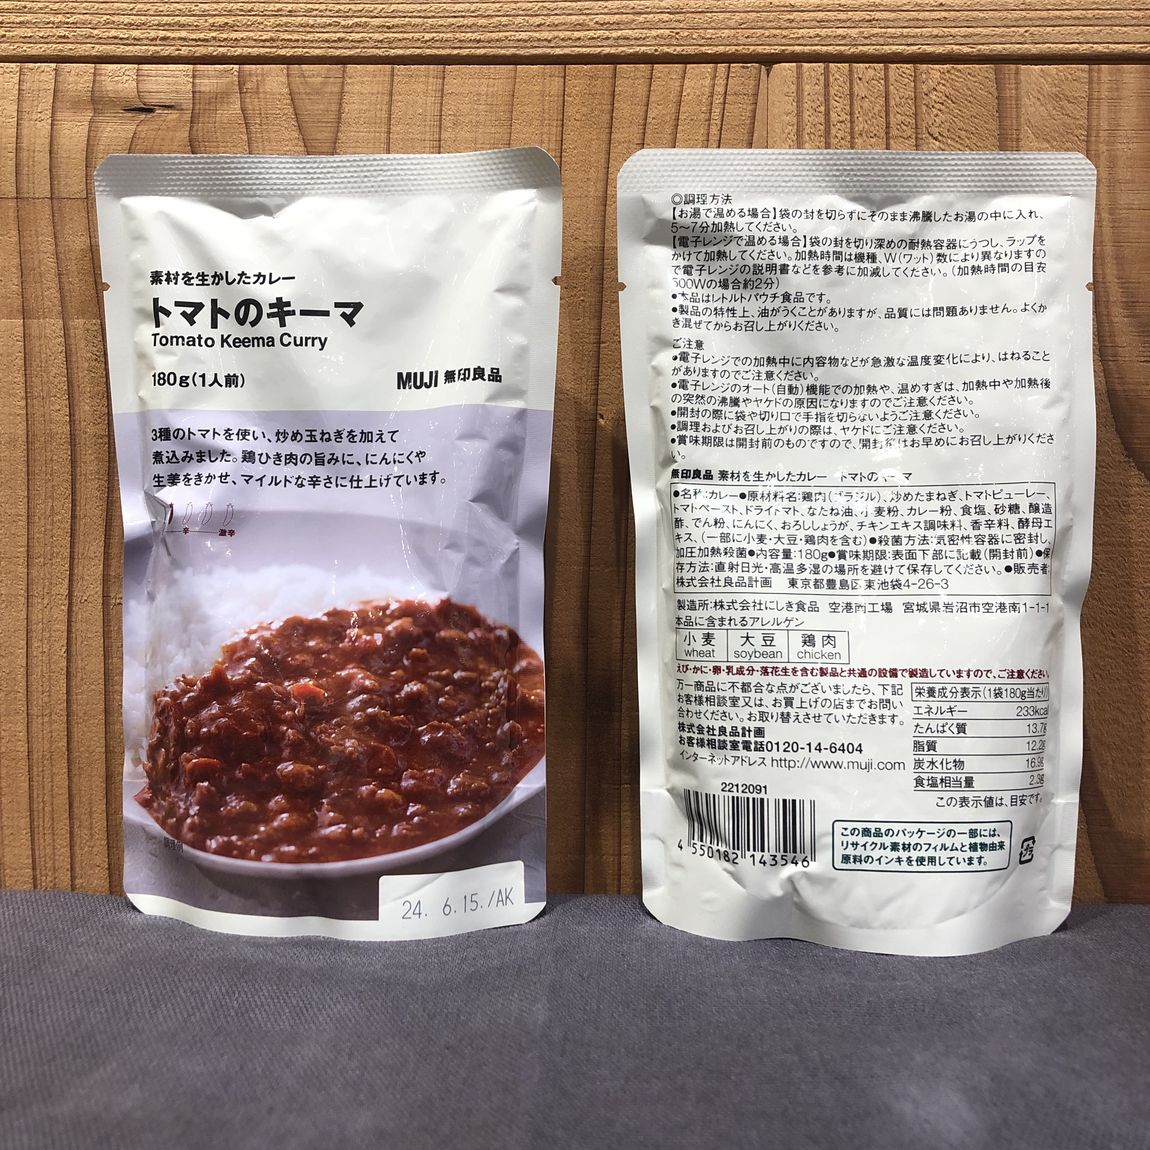 素材を生かしたカレー
トマトのキーマ
Tomato Keema Curry
180g(1人前)
MUJI 無印良品
3種のトマトを使い、炒め玉ねぎを加えて
煮込みました。鶏ひき肉の旨みに、にんにくや
生姜をきかせ、マイルドな辛さに仕上げています。
辛 激辛
調理例
24. 6.15./AK
◎調理方法
【お湯で温める場合】袋の封を切らずにそのまま沸騰したお湯の中に入れ、
5~7分加熱してください。
【電子レンジで温める場合】袋の封を切り深めの耐熱容器にうつし、ラップを
かけて加熱してください。加熱時間は機種、W(ワット)数により異なりますの
で電子レンジの説明書などを参考に加減してください。(加熱時間の目安
500Wの場合約2分)
●本品はレトルトパウチ食品です。
●製品の特性上、油がうくことがありますが、品質には問題ありません。よくか
き混ぜてからお召し上がりください。
ご注意
●電子レンジでの加熱中に内容物などが急激な温度変化により、はねること
がありますのでご注意ください。
●電子レンジのオート(自動)機能での加熱や、温めすぎは、加熱中や加熱後
の突然の沸騰やヤケドの原因になりますのでご注意ください。
●開封の際に袋や切り口で手指を切らないようご注意ください。
●調理およびお召し上がりの際は、ヤケドにご注意ください。
●賞味期限は開封前のものですので、開封後はお早めにお召し上がりくださ
い。
無印良品 素材を生かしたカレー トマトのキーマ
●名称:カレー●原材料名:鶏肉(ブラジル)、炒めたまねぎ、トマトピューレー、
トマトペースト、ドライトマト、なたね油、小麦粉、カレー粉、食塩、砂糖、醸造
酢、でん粉、にんにく、おろししょうが、チキンエキス調味料、香辛料、酵母エ
キス、(一部に小麦・大豆・鶏肉を含む)●殺菌方法:気密性容器に密封し、
加圧加熱殺菌●内容量:180g●賞味期限:表面下部に記載(開封前)●保
存方法:直射日光・高温多湿の場所を避けて保存してください。●販売者:
株式会社良品計画 東京都豊島区東池袋4-26-3
製造所:株式会社にしき食品 空港南工場 宮城県岩沼市空港南1-1-1
本品に含まれるアレルゲン
小麦 大豆 鶏肉
wheat soybean chicken
えび・かに・卵・乳成分・落花生を含む製品と共通の設備で製造していますので、ご注意ください。
万一商品に不都合な点がございましたら、下記
お客様相談室又は、お買上げの店までお問い
合わせください。お取り替えさせていただきます。
株式会社良品計画
お客様相談室電話0120-14-6404
インターネットアドレス http://www.muji.com
栄養成分表示(1袋180g当たり)
エネルギー 233kcal
たんぱく質 13.7g
脂質 12.2g
炭水化物 16.9g
食塩相当量 2.3g
この表示値は、目安です。
2212091
4 550182 143546
この商品のパッケージの一部には、
リサイクル素材のフィルムと植物由来
原料のインキを使用しています。
プラ